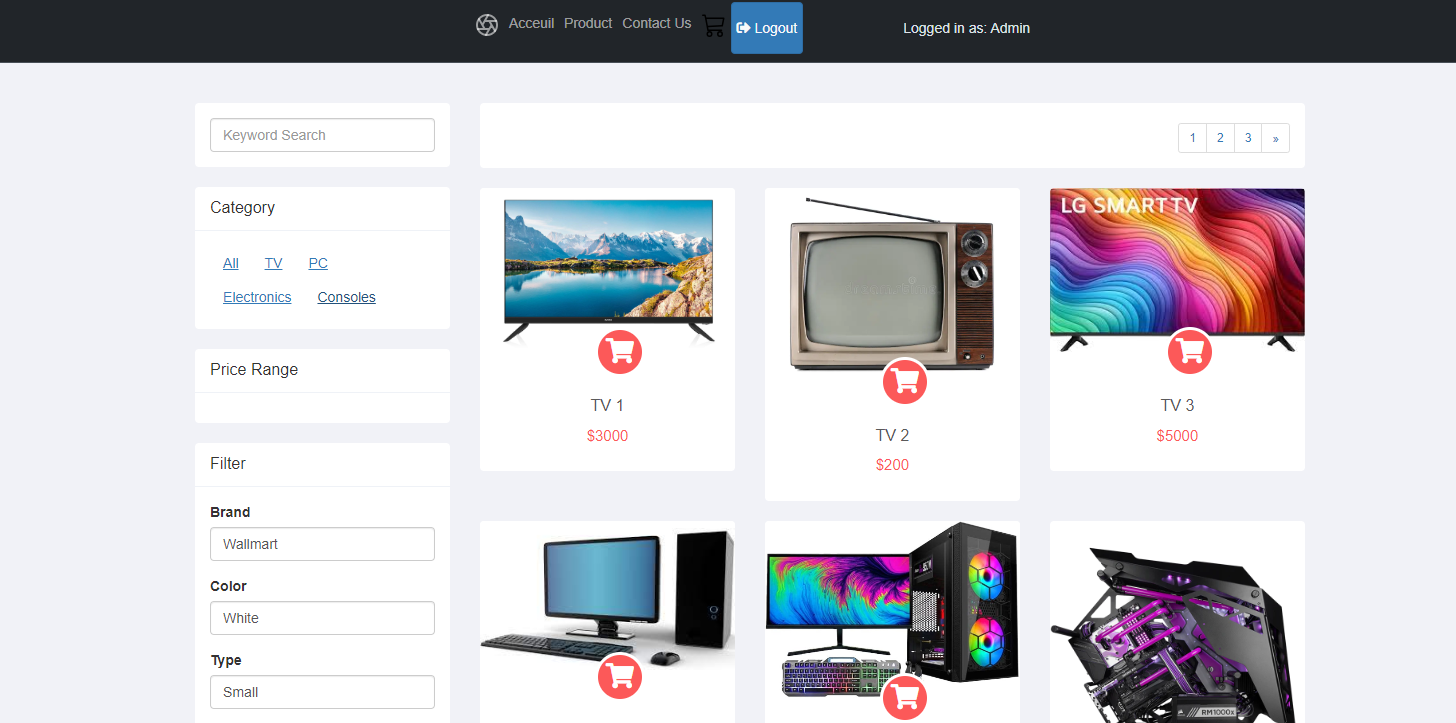 Acceuil Product Contact Us Logout Logged in as: Admin
Keyword Search
1 2 3 »
Category
All TV PC
Electronics Consoles
Price Range
Filter
Brand
Wallmart
Color
White
Type
Small
LG SMART TV
TV 1
$3000
TV 2
$200
TV 3
$5000
RM1000x